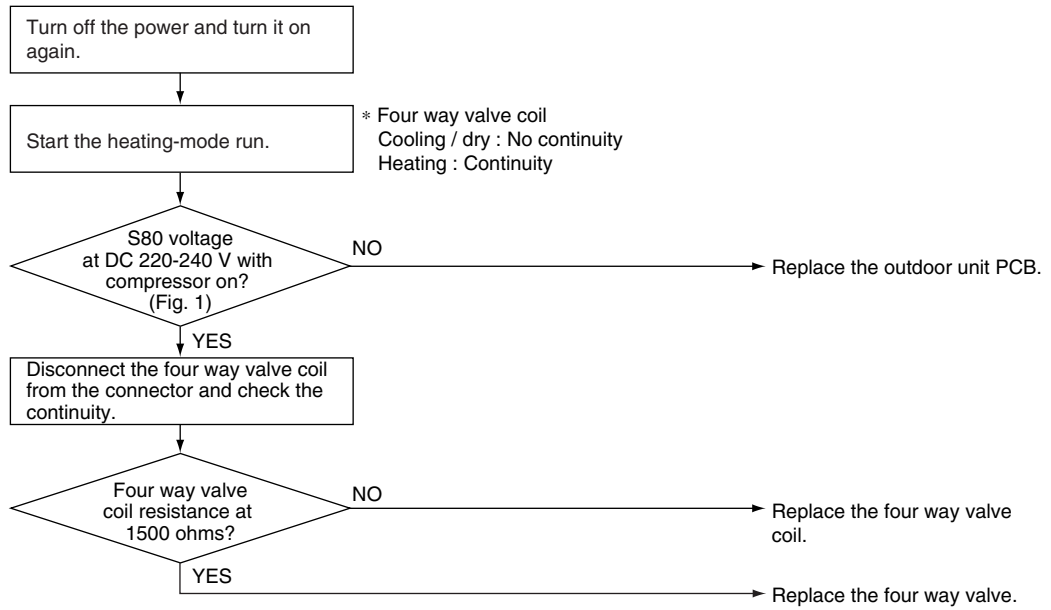 Turn off the power and turn it on
again.
Start the heating-mode run.
* Four way valve coil
Cooling / dry : No continuity
Heating : Continuity
S80 voltage
at DC 220-240 V with
compressor on?
(Fig. 1)
NO
Replace the outdoor unit PCB.
YES
Disconnect the four way valve coil
from the connector and check the
continuity.
Four way valve
coil resistance at
1500 ohms?
NO
Replace the four way valve
coil.
YES
Replace the four way valve.